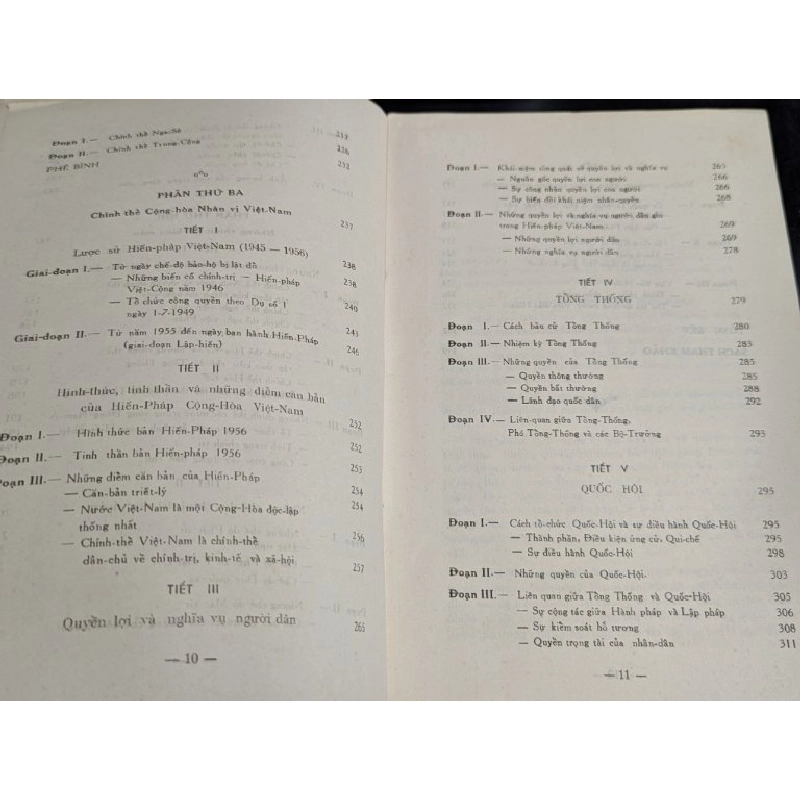 Đoạn I.— Chính thể Nga-Sô 217
Đoạn II.— Chính thể Trung-Cộng 226
PHÊ BÌNH 232
PHẦN THỨ BA
Chính thể Cộng-hòa Nhân vị Việt-Nam 237
TIẾT I
Lược sử Hiến-pháp Việt-Nam (1945 — 1956)
Giai-đoạn I.— Từ ngày chế-độ bảo-hộ bị lật đổ 238
— Những biến cố chính-trị — Hiến-pháp
Việt-Cộng năm 1946 238
— Tổ chức công quyền theo Dụ số 1
ngày 1-7-1949 240
Giai-đoạn II.— Từ năm 1955 đến ngày ban hành Hiến-Pháp 243
(giai-đoạn Lập-hiến) 246
TIẾT II
Hình-thức, tinh thần và những điểm căn bản
của Hiến-Pháp Cộng-Hòa Việt-Nam 252
Đoạn I.— Hình thức bản Hiến-Pháp 1956 252
Đoạn II.— Tinh thần bản Hiến-pháp 1956 253
Đoạn III.— Những điểm căn bản của Hiến-Pháp 254
— Căn-bản triết-lý 254
— Nước Việt-Nam là một Cộng-Hòa độc-lập
thống nhất 256
— Chính-thể Việt-Nam là chính-thể
dân-chủ về chính-trị, kinh-tế và xã-hội 257
TIẾT III
Quyền lợi và nghĩa vụ người dân 265
— 10 —
Đoạn I.— Khái niệm tổng quát về quyền lợi và nghĩa vụ 265
— Nguồn gốc quyền lợi con người 266
— Sự công nhận quyền lợi con người 266
— Sự biến đổi khái niệm nhân-quyền 268
Đoạn II.— Những quyền lợi và nghĩa vụ người dân ghi
trong Hiến-pháp Việt-Nam 269
— Những quyền lợi người dân 269
— Những nghĩa vụ người dân 278
TIẾT IV
TỔNG THỐNG 279
Đoạn I.— Cách bầu cử Tổng Thống 280
Đoạn II.— Nhiệm kỳ Tổng Thống 283
Đoạn III.— Những quyền của Tổng Thống 285
— Quyền thông thường 285
— Quyền bất thường 288
— Lãnh đạo quốc dân 292
Đoạn IV.— Liên-quan giữa Tổng-Thống,
Phó Tổng-Thống và các Bộ-Trưởng 293
TIẾT V
QUỐC HỘI 295
Đoạn I.— Cách tổ-chức Quốc-Hội và sự điều hành Quốc-Hội 295
— Thành phần, Điều kiện ứng cử, Qui-chế 295
— Sự điều hành Quốc-Hội 298
Đoạn II.— Những quyền của Quốc-Hội. 303
Đoạn III.— Liên quan giữa Tổng Thống và Quốc-Hội 305
— Sự cộng tác giữa Hành pháp và Lập pháp 306
— Sự kiểm soát hỗ tương 308
— Quyền trọng tài của nhân-dân 311
— 11 —